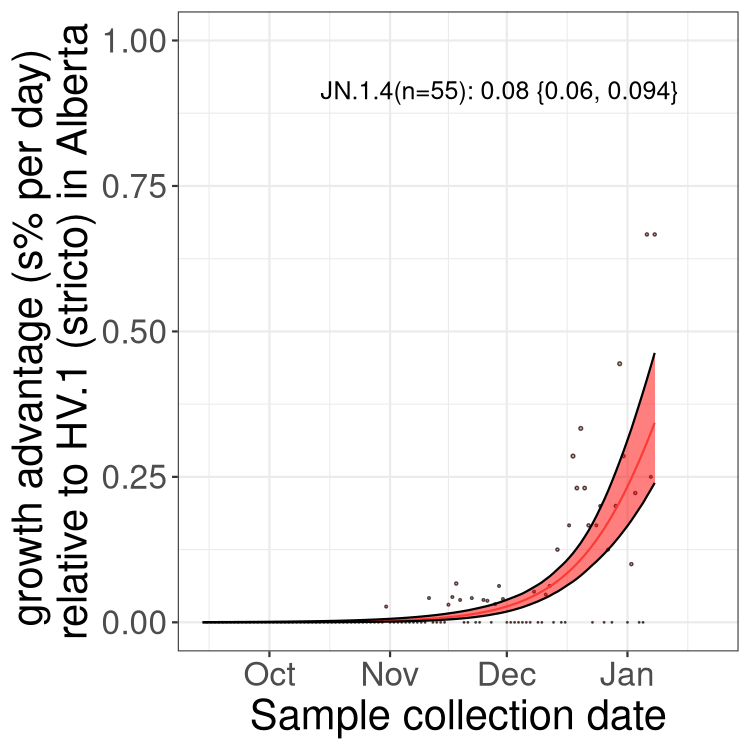 growth advantage (s% per day)
relative to HV.1 (stricto) in Alberta
1.00
0.75
0.50
0.25
0.00
JN.1.4(n=55): 0.08 {0.06, 0.094}
Oct Nov Dec Jan
Sample collection date